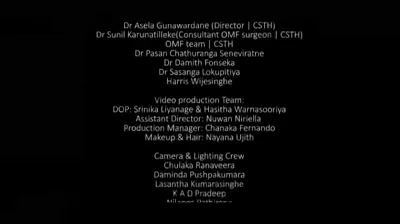 Dr Asela Gunawardane (Director | CSTH)
Dr Sunil Karunatilleke(Consultant OMF surgeon | CSTH)
OMF team | CSTH
Dr Pasan Chathuranga Seneviratne
Dr Damith Fonseka
Dr Sasanga Lokupitiya
Harris Wijesinghe
Video production Team:
DOP: Srinika Liyanage & Hasitha Warnasooriya
Assistant Director: Nuwan Niriella
Production Manager: Chanaka Fernando
Makeup & Hair: Nayana Ujith
Camera & Lighting Crew
Chulaka Ranaveera
Daminda Pushpakumara
Lasantha Kumarasinghe
K A D Pradeep